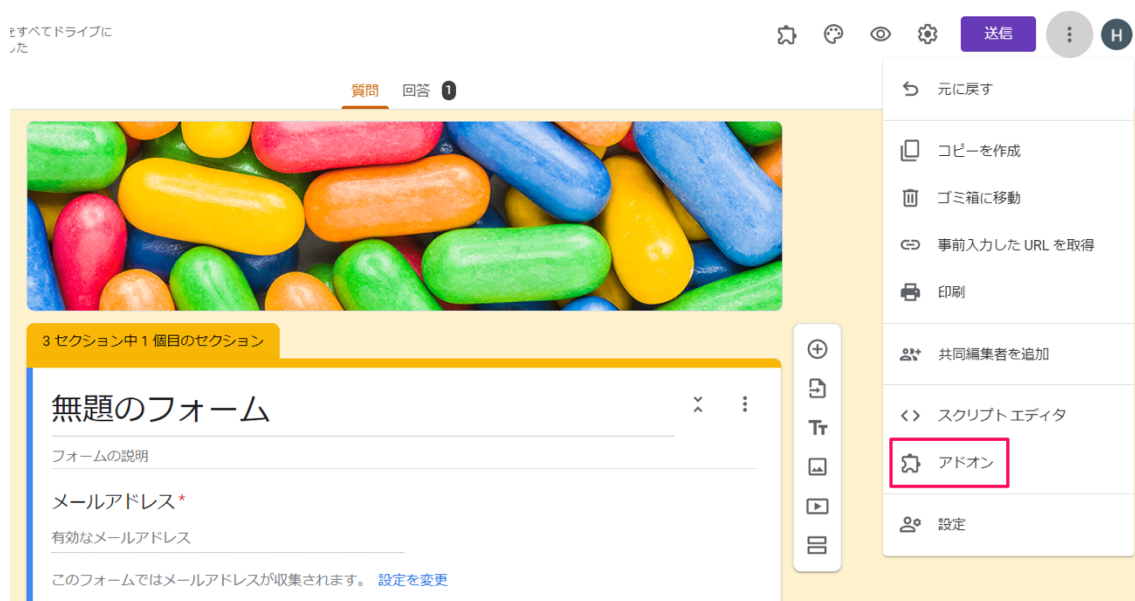 をすべてドライブに
した
送信
H
質問 回答 1
元に戻す
コピーを作成
ゴミ箱に移動
事前入力した URL を取得
印刷
共同編集者を追加
スクリプト エディタ
アドオン
設定
3 セクション中 1 個目のセクション
無題のフォーム
フォームの説明
メールアドレス *
有効なメールアドレス
このフォームではメールアドレスが収集されます。 設定を変更
Tт